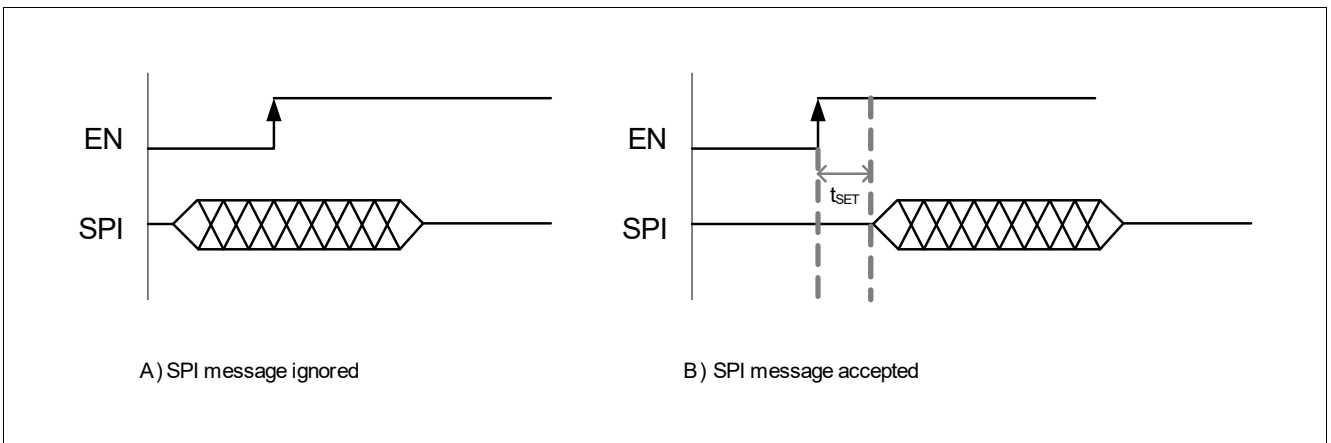 EN
SPI
A) SPI message ignored
EN
tSET
SPI
B) SPI message accepted